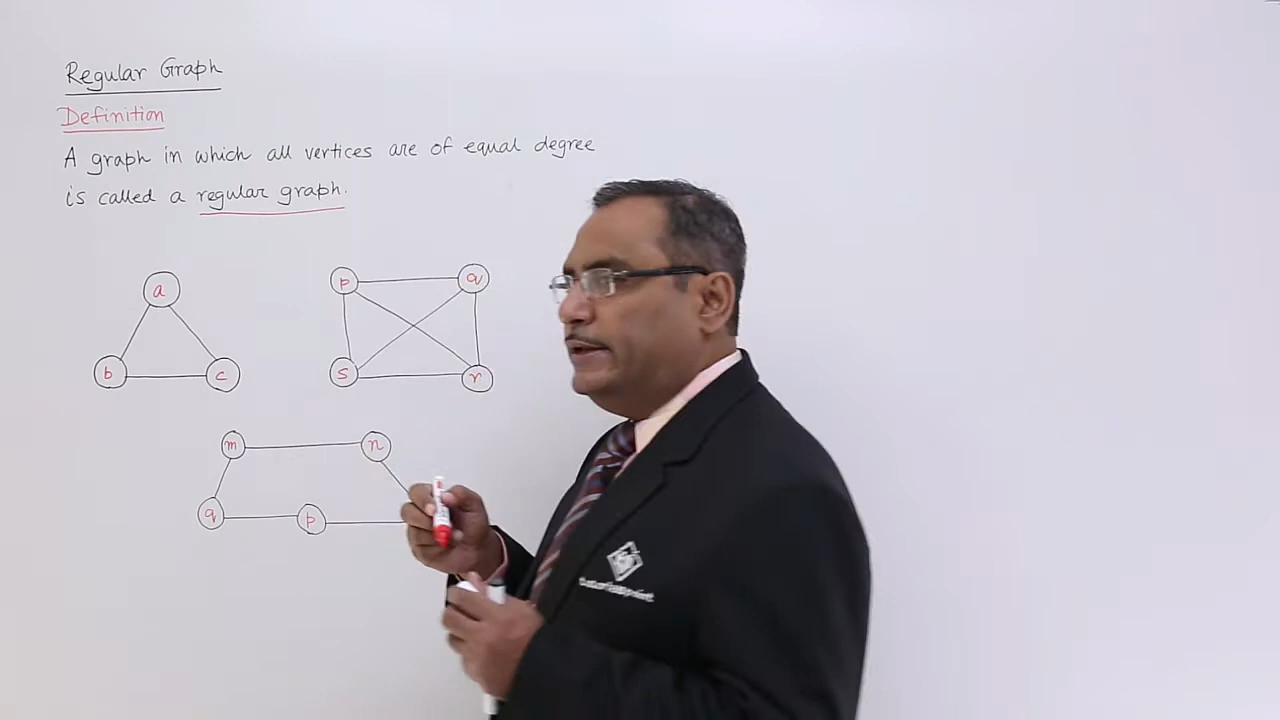 Regular Graph
Definition
A graph in which all vertices are of equal degree
is called a regular graph.
a
p q
b c
s r
m n
q p